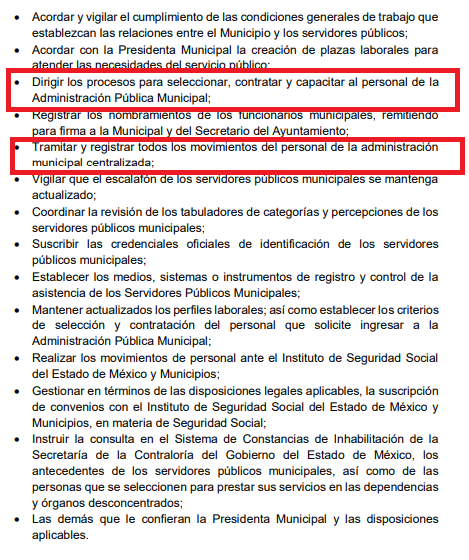 • Acordar y vigilar el cumplimiento de las condiciones generales de trabajo que
establezcan las relaciones entre el Municipio y los servidores públicos;
• Acordar con la Presidenta Municipal la creación de plazas laborales para
atender las necesidades del servicio público;
• Dirigir los procesos para seleccionar, contratar y capacitar al personal de la
Administración Pública Municipal;
• Registrar los nombramientos de los funcionarios municipales, remitiendo
para firma a la Municipal y del Secretario del Ayuntamiento;
• Tramitar y registrar todos los movimientos del personal de la administración
municipal centralizada;
• Vigilar que el escalafón de los servidores públicos municipales se mantenga
actualizado;
• Coordinar la revisión de los tabuladores de categorías y percepciones de los
servidores públicos municipales;
• Suscribir las credenciales oficiales de identificación de los servidores
públicos municipales;
• Establecer los medios, sistemas o instrumentos de registro y control de la
asistencia de los Servidores Públicos Municipales;
• Mantener actualizados los perfiles laborales; así como establecer los criterios
de selección y contratación del personal que solicite ingresar a la
Administración Pública Municipal;
• Realizar los movimientos de personal ante el Instituto de Seguridad Social
del Estado de México y Municipios;
• Gestionar en términos de las disposiciones legales aplicables, la suscripción
de convenios con el Instituto de Seguridad Social del Estado de México y
Municipios, en materia de Seguridad Social;
• Instruir la consulta en el Sistema de Constancias de Inhabilitación de la
Secretaría de la Contraloría del Gobierno del Estado de México, los
antecedentes de los servidores públicos municipales, así como de las
personas que se seleccionen para prestar sus servicios en las dependencias
y órganos desconcentrados;
• Las demás que le confieran la Presidenta Municipal y las disposiciones
aplicables.